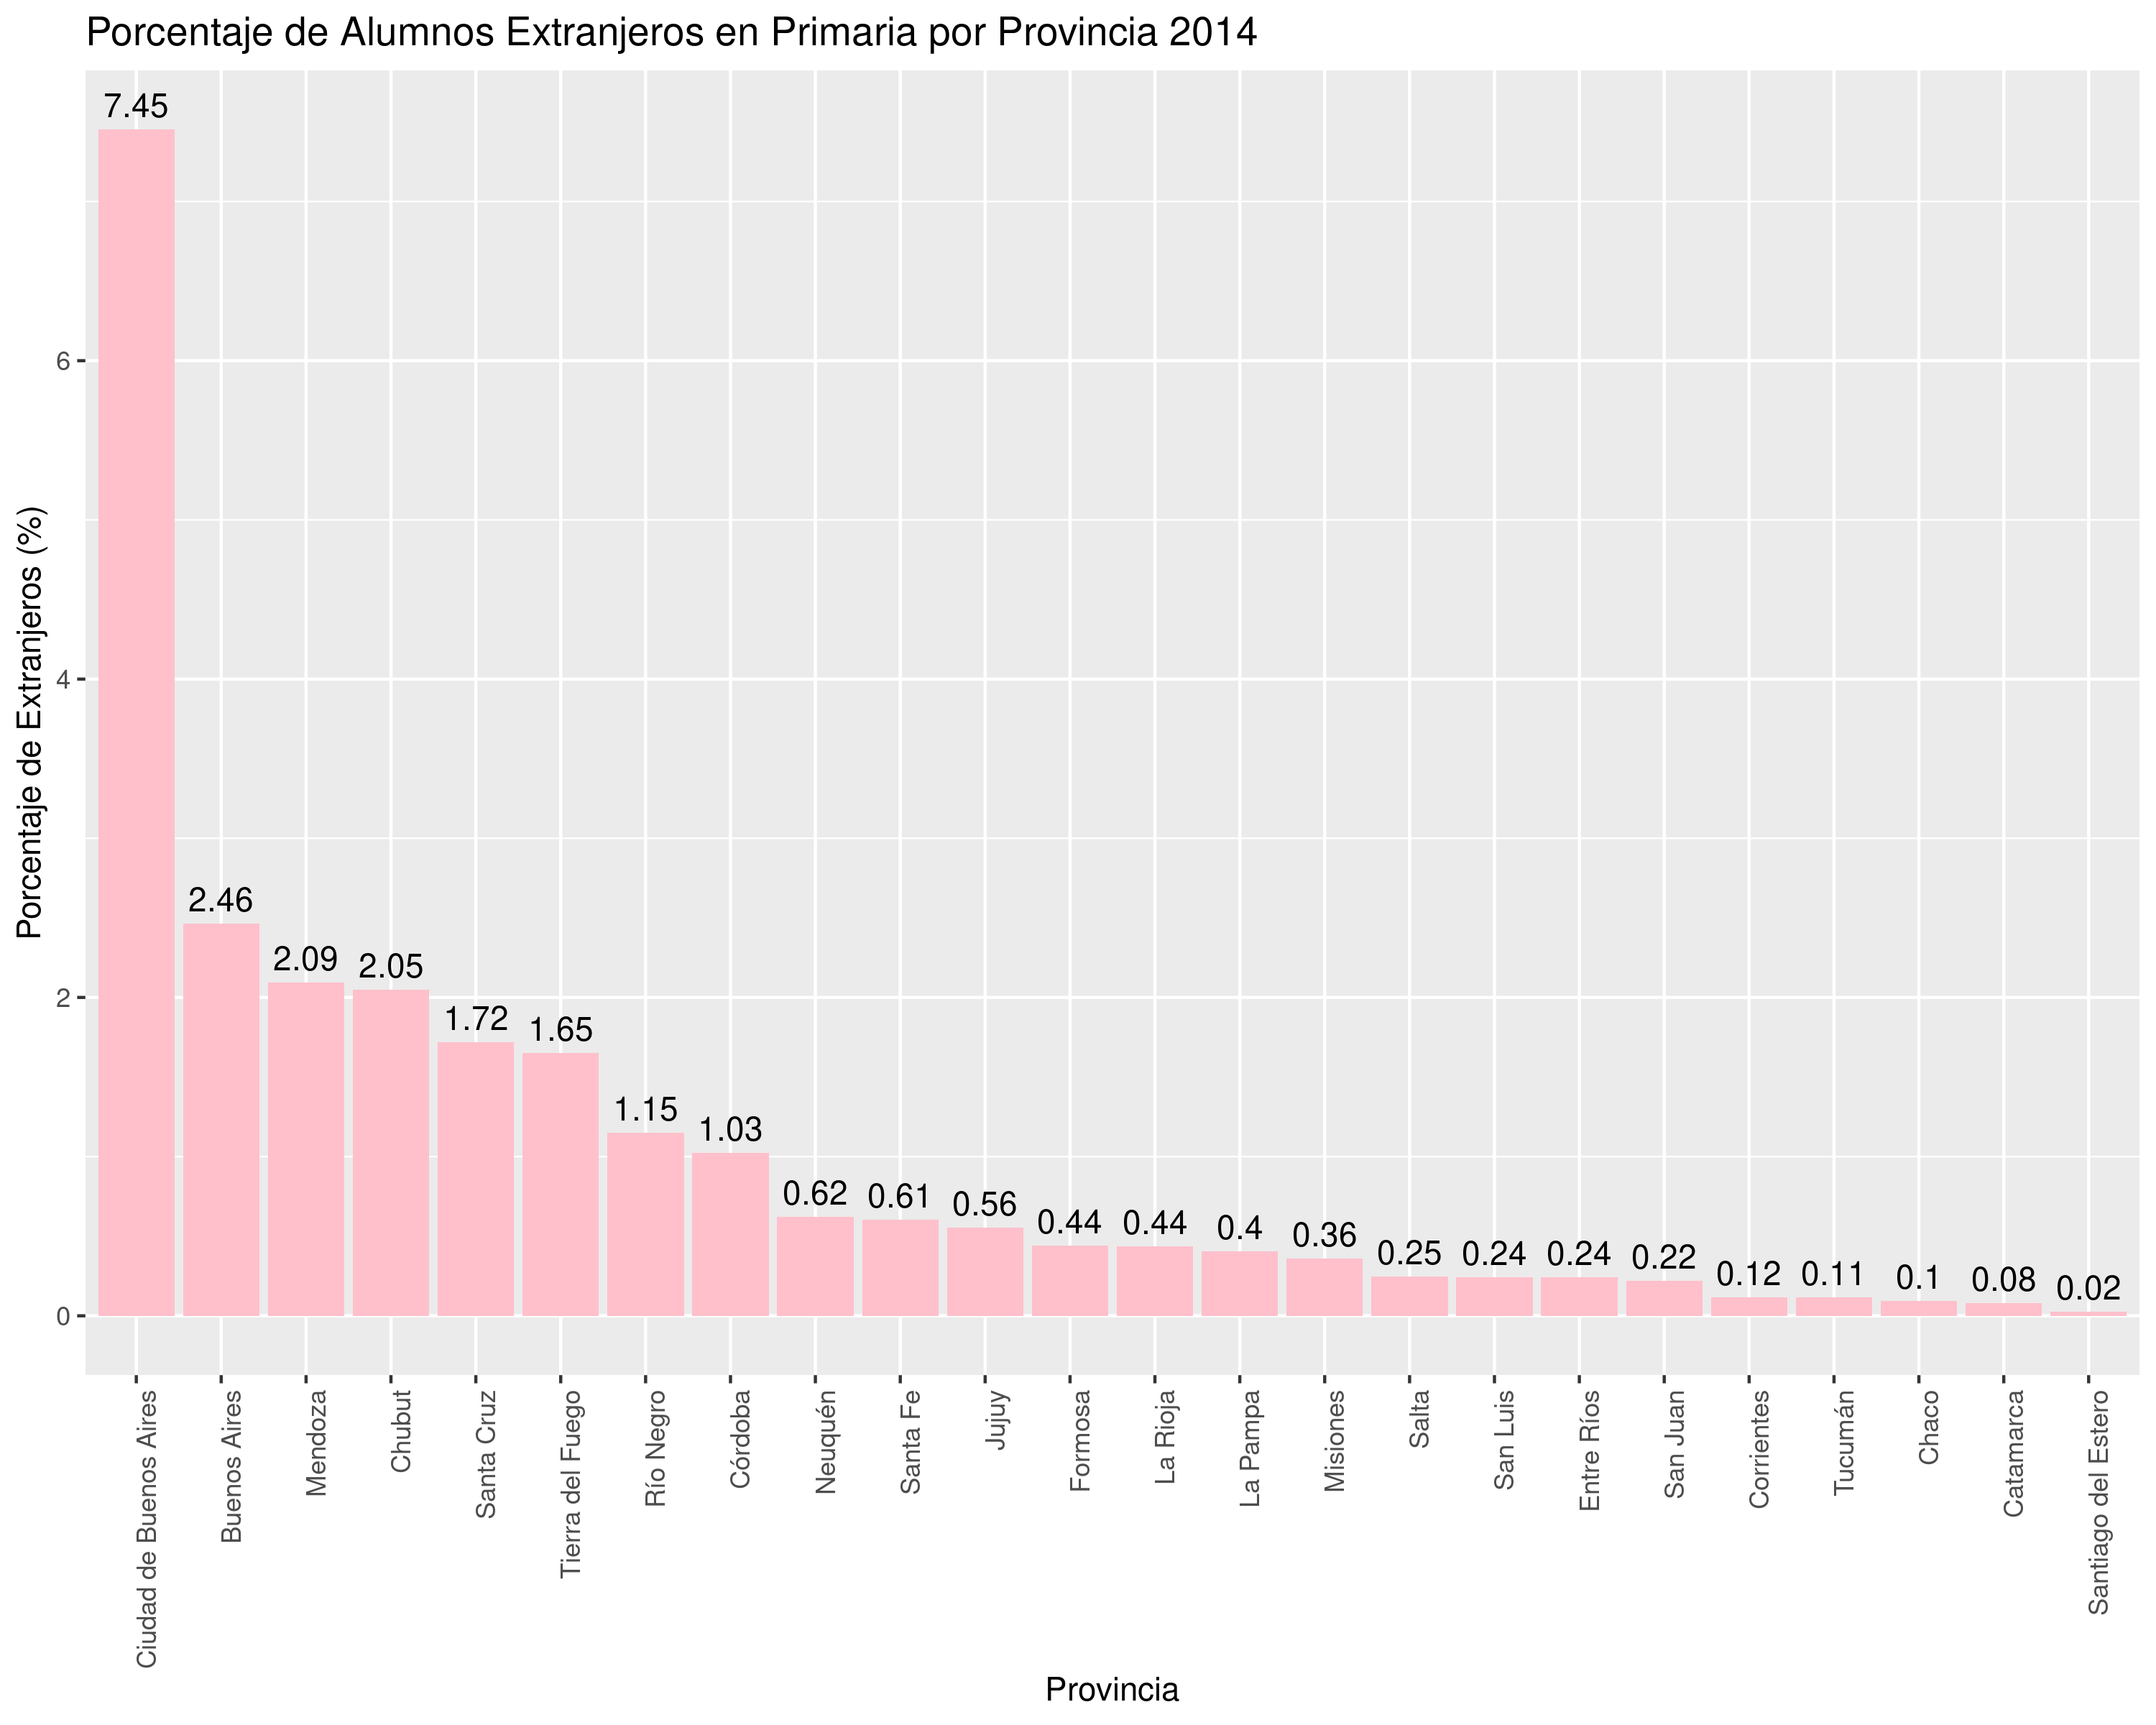 Porcentaje de Alumnos Extranjeros en Primaria por Provincia 2014
Porcentaje de Extranjeros (%)
6
4
2
0
7.45
2.46
2.09
2.05
1.72
1.65
1.15
1.03
0.62
0.61
0.56
0.44
0.44
0.4
0.36
0.25
0.24
0.24
0.22
0.12
0.11
0.1
0.08
0.02
Ciudad de Buenos Aires
Buenos Aires
Mendoza
Chubut
Santa Cruz
Tierra del Fuego
Río Negro
Córdoba
Neuquén
Santa Fe
Jujuy
Formosa
La Rioja
La Pampa
Misiones
Salta
San Luis
Entre Ríos
San Juan
Corrientes
Tucumán
Chaco
Catamarca
Santiago del Estero
Provincia